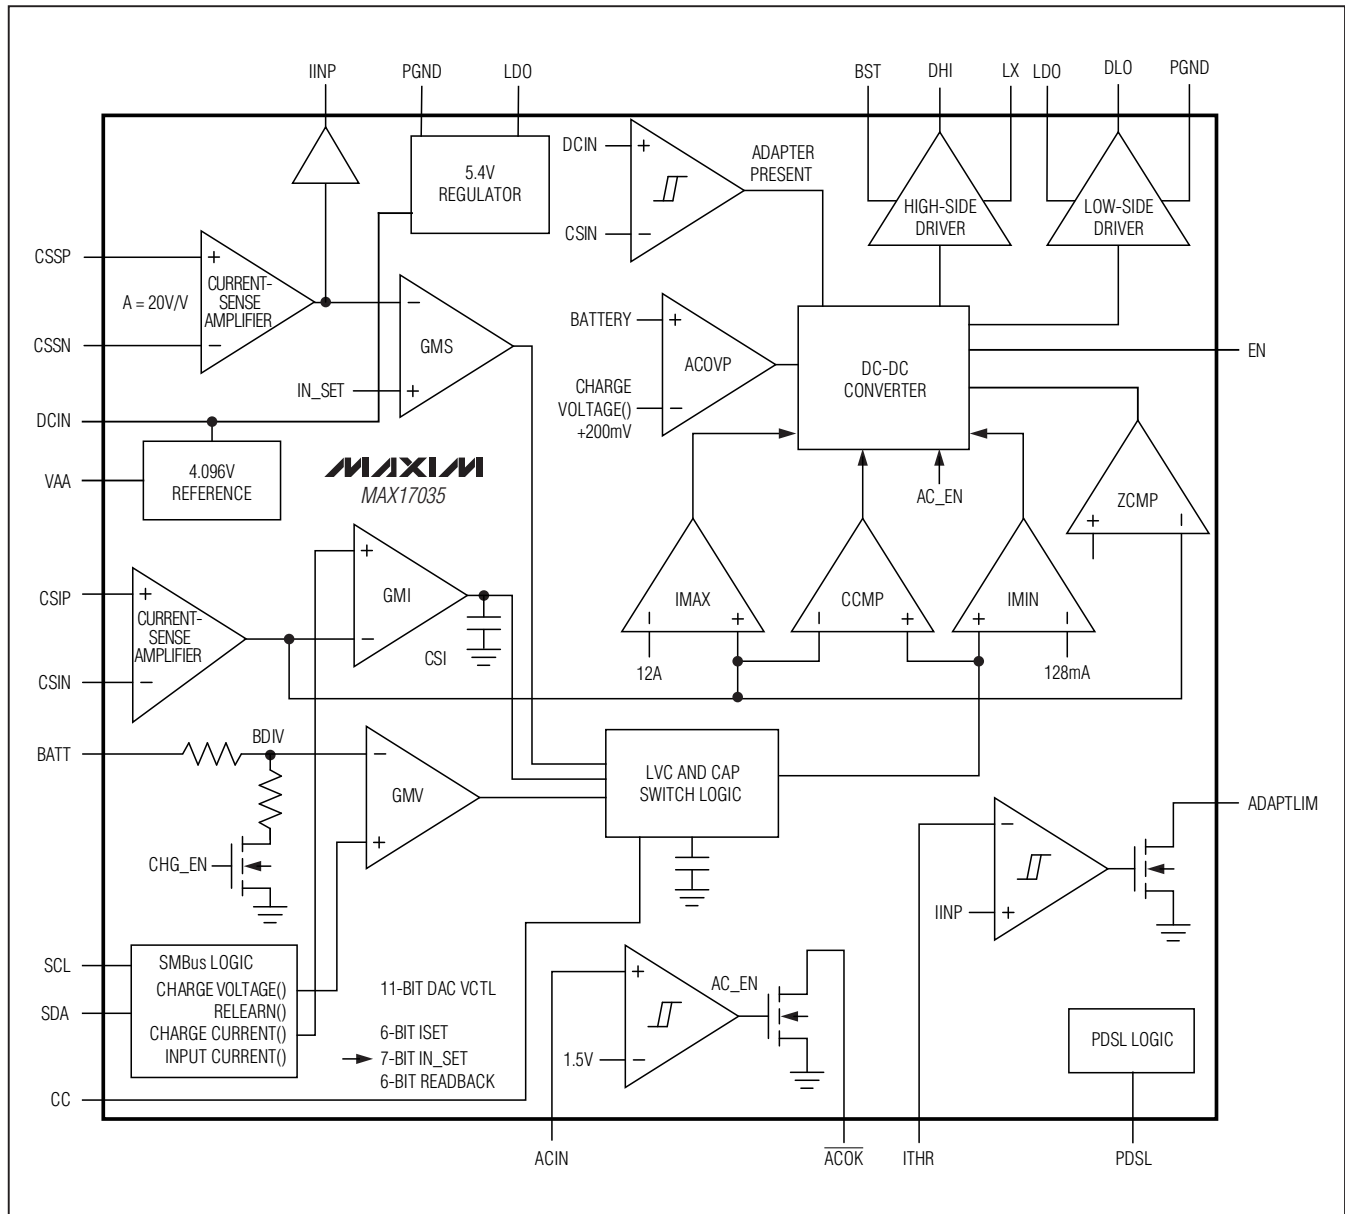 IINP
PGND
LDO
BST
DHI
LX
LDO
DLO
PGND
5.4V
REGULATOR
DCIN
+
CSIN
−
ADAPTER
PRESENT
HIGH-SIDE
DRIVER
LOW-SIDE
DRIVER
CSSP
+
CURRENT-
SENSE
AMPLIFIER
A = 20V/V
CSSN
−
−
GMS
IN_SET
+
BATTERY
+
ACOVP
CHARGE
VOLTAGE()
+200mV
−
DC-DC
CONVERTER
EN
DCIN
VAA
4.096V
REFERENCE
MAXIM
MAX17035
AC_EN
ZCMP
+
−
CSIP
+
CURRENT-
SENSE
AMPLIFIER
CSIN
−
+
GMI
−
CSI
IMAX
−
+
12A
CCMP
−
+
IMIN
+
−
128mA
BATT
BDIV
−
GMV
+
CHG_EN
LVC AND CAP
SWITCH LOGIC
ADAPTLIM
−
IINP
+
SCL
SDA
SMBus LOGIC
CHARGE VOLTAGE()
RELEARN()
CHARGE CURRENT()
INPUT CURRENT()
11-BIT DAC VCTL
6-BIT ISET
7-BIT IN_SET
6-BIT READBACK
+
1.5V
−
AC_EN
PDSL LOGIC
CC
ACIN
ACOK
ITHR
PDSL